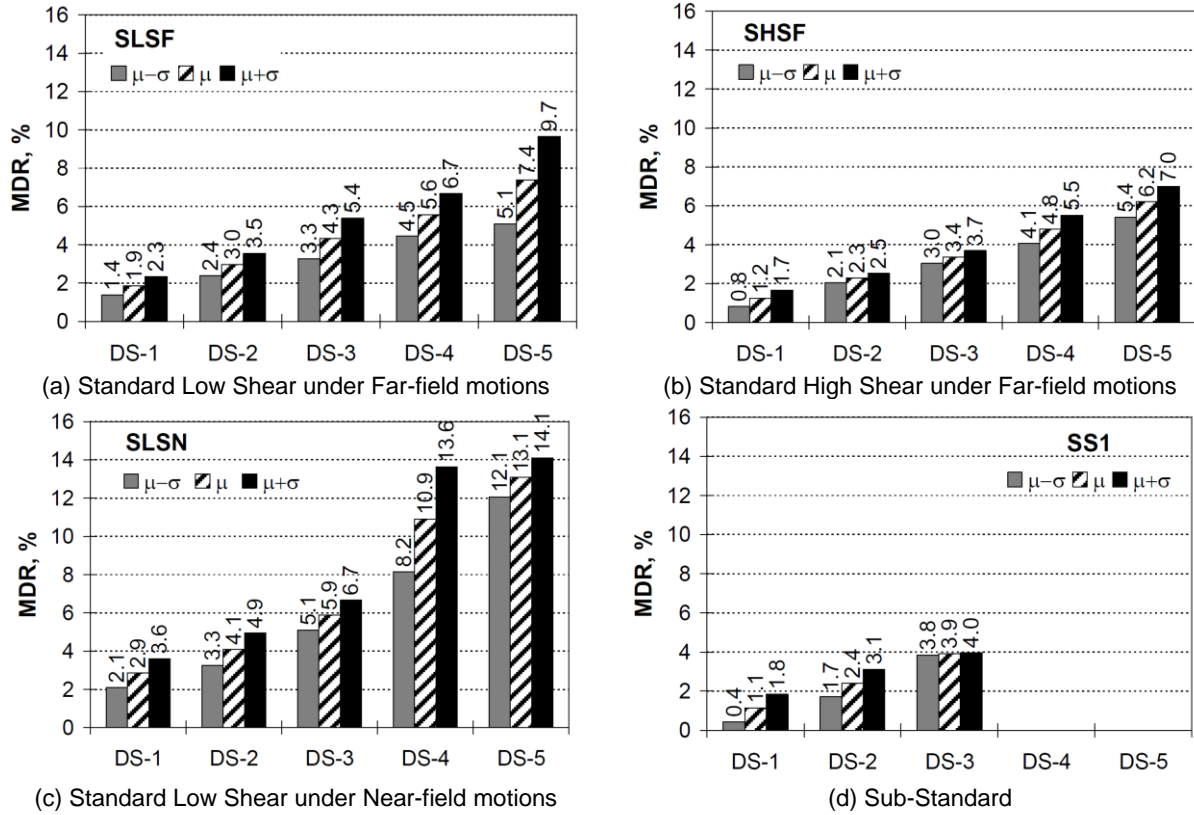 SLSF
μ−σ μ μ+σ
MDR, %
16
14
12
10
8
6
4
2
0
1.4 1.9 2.3
2.4 3.0 3.5
3.3 4.3 5.4
4.5 5.6 6.7
5.1 7.4 9.7
DS-1 DS-2 DS-3 DS-4 DS-5
(a) Standard Low Shear under Far-field motions
SHSF
μ−σ μ μ+σ
MDR, %
16
14
12
10
8
6
4
2
0
0.8 1.2 1.7
2.1 2.3 2.5
3.0 3.4 3.7
4.1 4.8 5.5
5.4 6.2 7.0
DS-1 DS-2 DS-3 DS-4 DS-5
(b) Standard High Shear under Far-field motions
SLSN
μ−σ μ μ+σ
MDR, %
16
14
12
10
8
6
4
2
0
2.1 2.9 3.6
3.3 4.1 4.9
5.1 5.9 6.7
8.2 10.9 13.6
12.1 13.1 14.1
DS-1 DS-2 DS-3 DS-4 DS-5
(c) Standard Low Shear under Near-field motions
SS1
μ−σ μ μ+σ
MDR, %
16
14
12
10
8
6
4
2
0
0.4 1.1 1.8
1.7 2.4 3.1
3.8 3.9 4.0
DS-1 DS-2 DS-3 DS-4 DS-5
(d) Sub-Standard